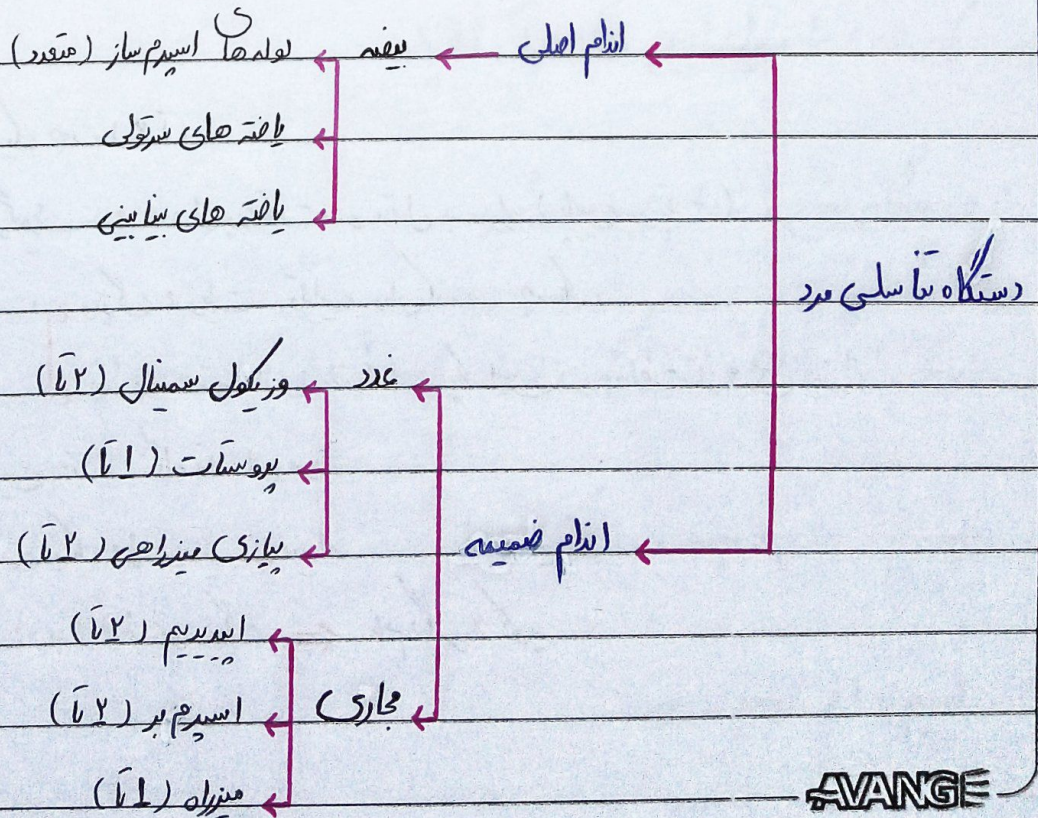 دستگاه تناسلی مرد
اندام اصلی
بیضه
لوله های اسپرم ساز (متعدد)
یاخته های سرتولی
یاخته های بینابینی
اندام ضمیمه
غدد
وزیکول سمینال (۲ تا)
پروستات (۱ تا)
پیازی میزراهی (۲ تا)
مجاری
اپیدیدیم (۲ تا)
اسپرم بر (۲ تا)
میزراه (۱ تا)
AVANGE